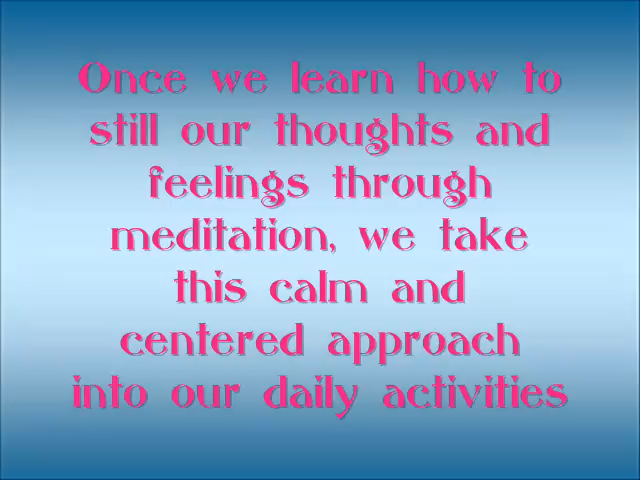 Once we learn how to
still our thoughts and
feelings through
meditation, we take
this calm and
centered approach
into our daily activities